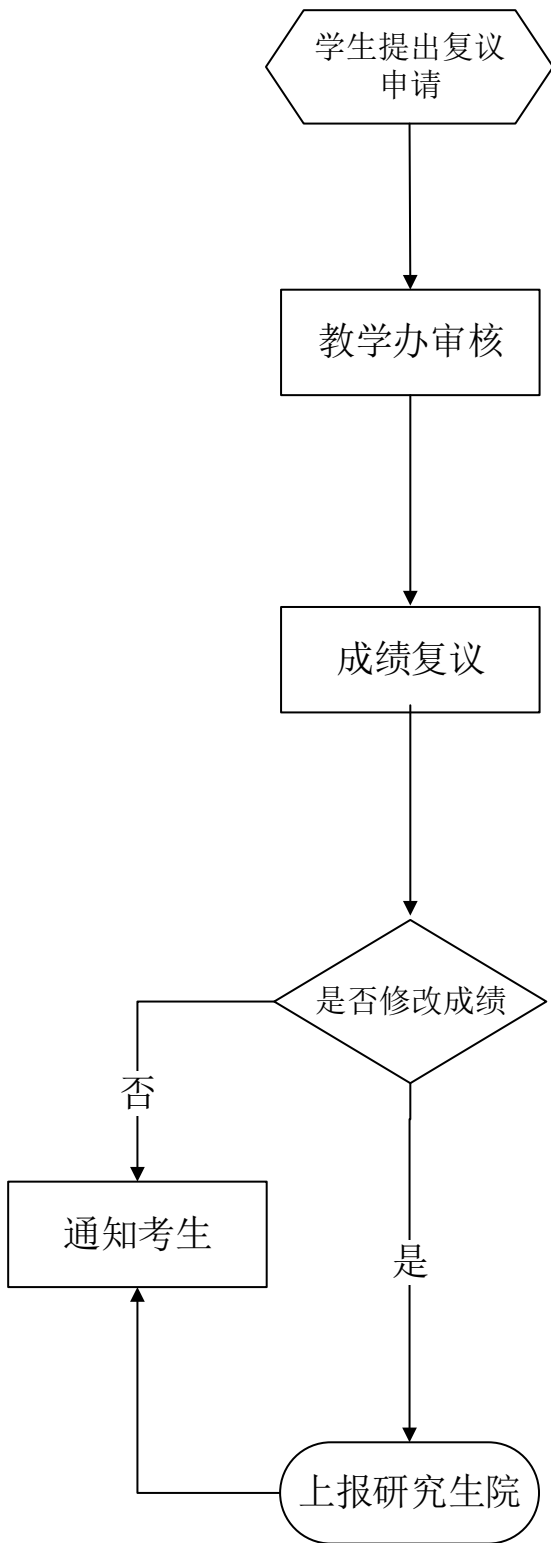 学生提出复议
申请
教学办审核
成绩复议
是否修改成绩
否
通知考生
是
上报研究生院